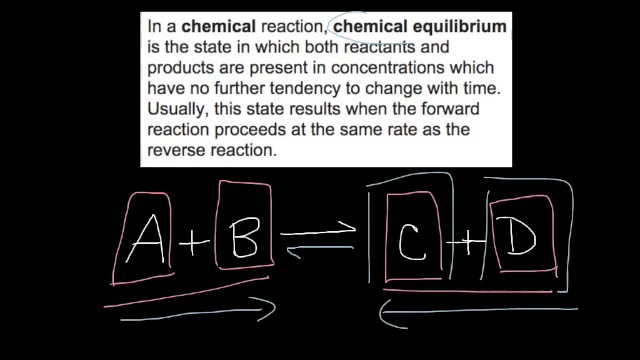 In a chemical reaction, chemical equilibrium
is the state in which both reactants and
products are present in concentrations which
have no further tendency to change with time.
Usually, this state results when the forward
reaction proceeds at the same rate as the
reverse reaction.
A + B ⇌ C + D